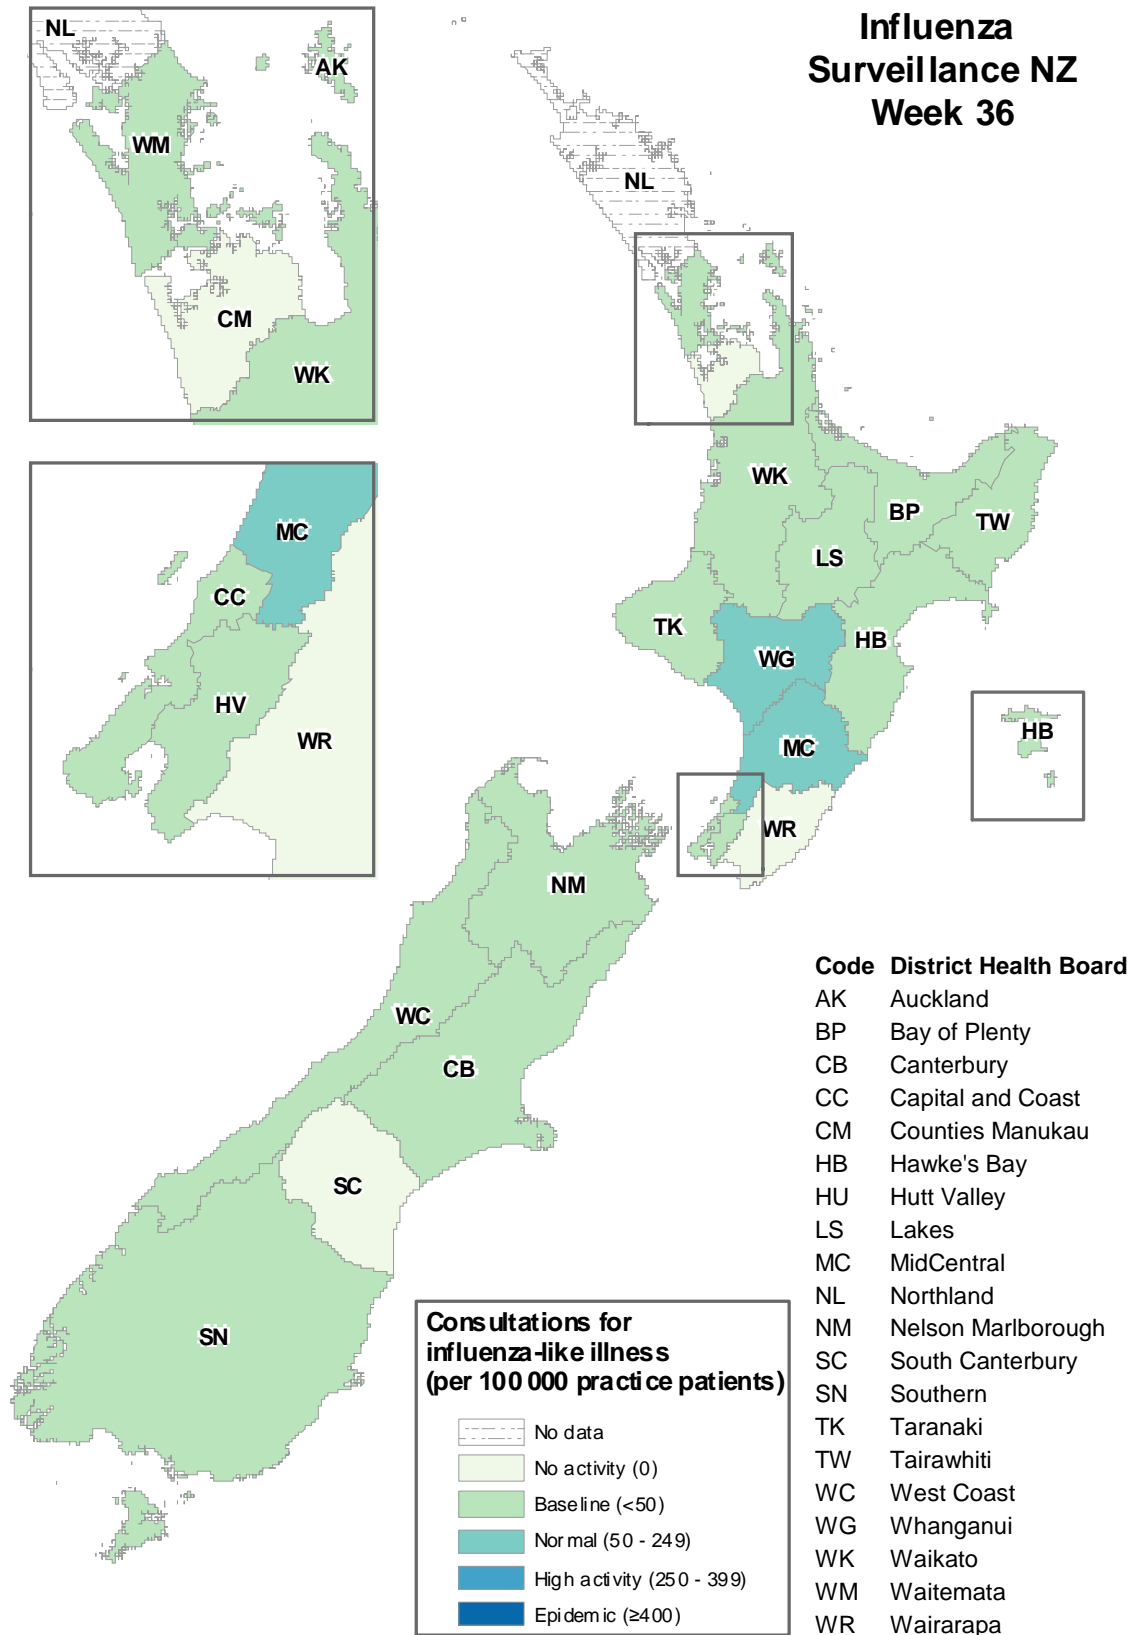 Influenza
Surveillance NZ
Week 36
NL
AK
WM
CM
WK
NL
WK
BP
TW
LS
TK
HB
WG
MC
WR
HB
MC
CC
HV
WR
NM
WC
CB
SC
SN
Code District Health Board
AK Auckland
BP Bay of Plenty
CB Canterbury
CC Capital and Coast
CM Counties Manukau
HB Hawke's Bay
HU Hutt Valley
LS Lakes
MC MidCentral
NL Northland
NM Nelson Marlborough
SC South Canterbury
SN Southern
TK Taranaki
TW Tairawhiti
WC West Coast
WG Whanganui
WK Waikato
WM Waitemata
WR Wairarapa
Consultations for
influenza-like illness
(per 100 000 practice patients)
No data
No activity (0)
Baseline (<50)
Normal (50 - 249)
High activity (250 - 399)
Epidemic (≥400)